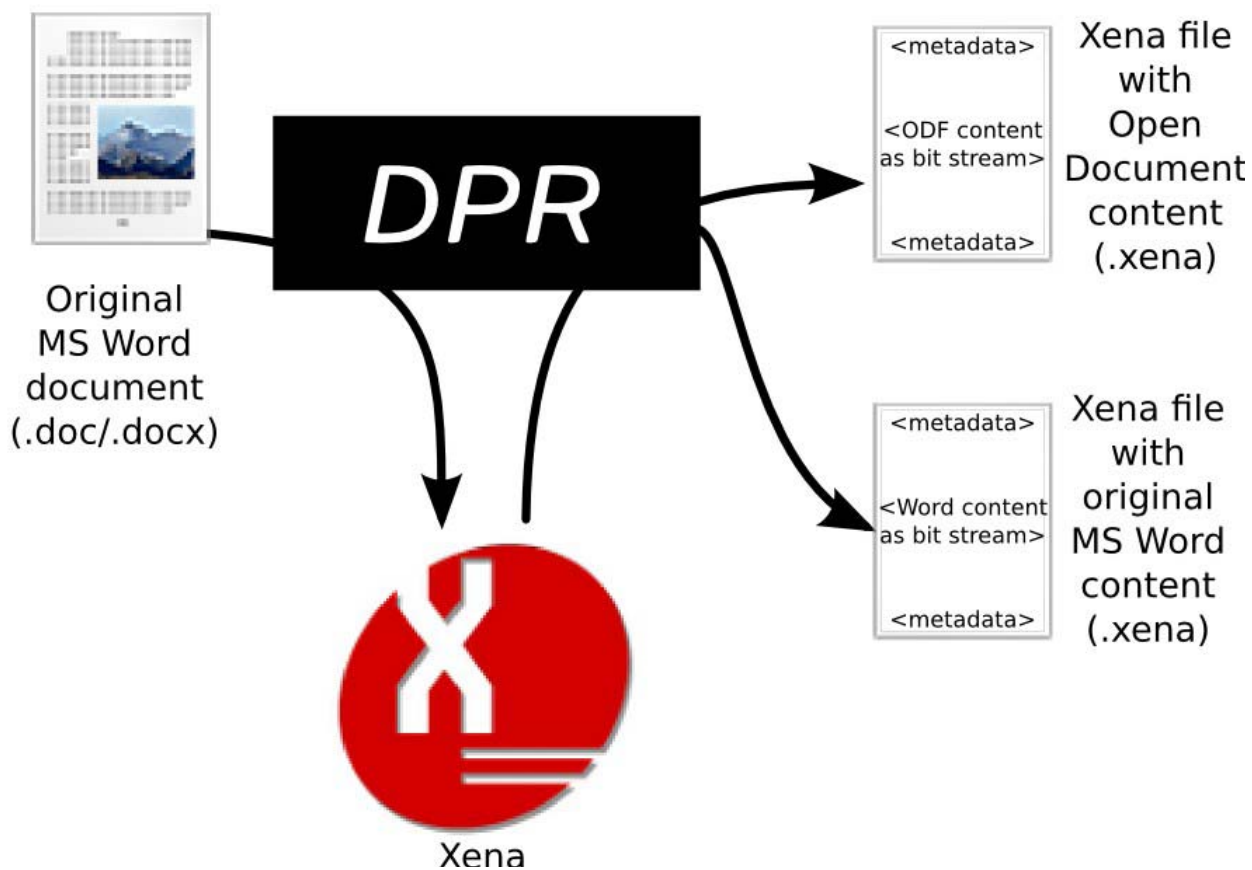 Original
MS Word
document
(.doc/.docx)
DPR
Xena
<metadata>
<ODF content
as bit stream>
<metadata>
Xena file
with
Open
Document
content
(.xena)
<metadata>
<Word content
as bit stream>
<metadata>
Xena file
with
original
MS Word
content
(.xena)